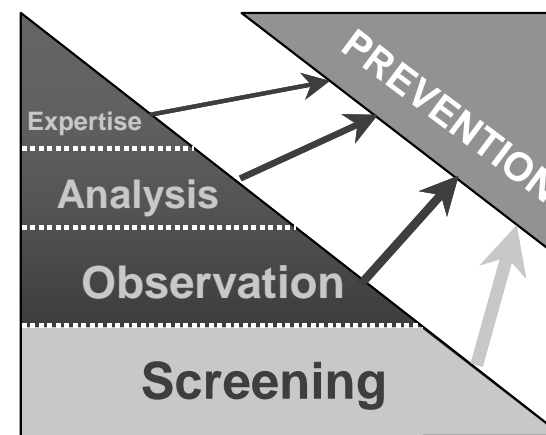 PREVENTION
Expertise
Analysis
Observation
Screening